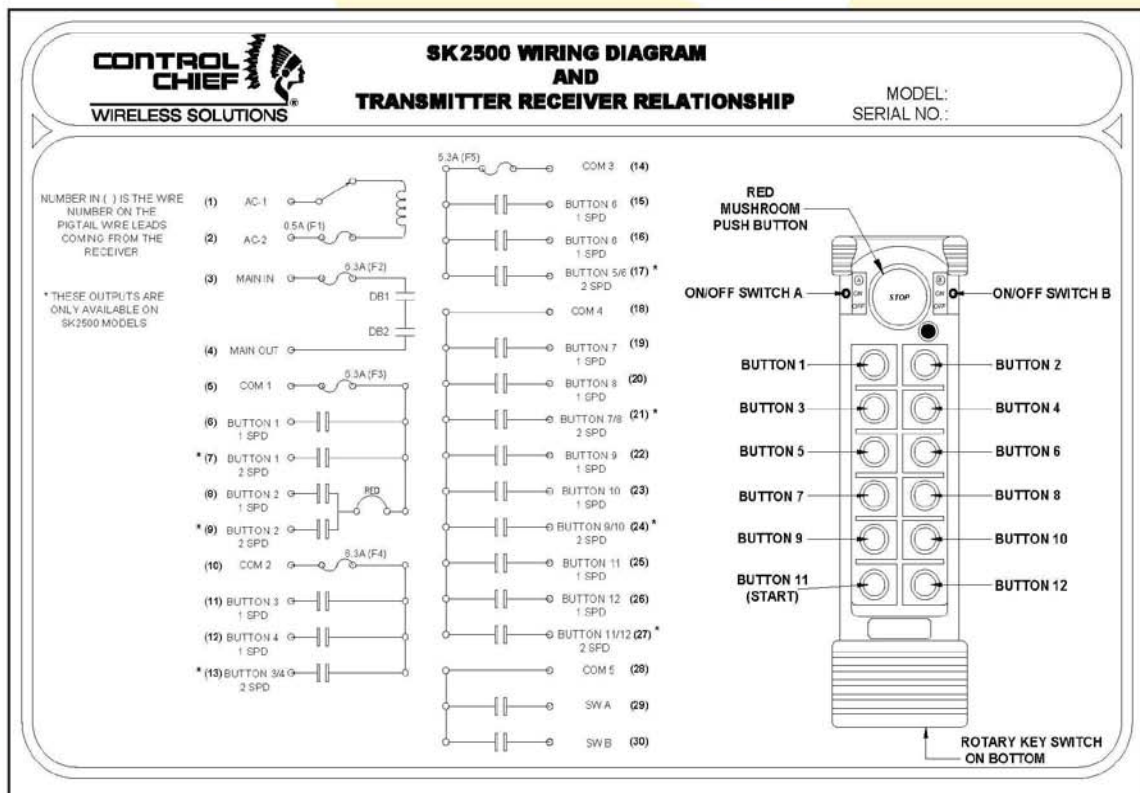 CONTROL
CHIEF
®
WIRELESS SOLUTIONS
SK2500 WIRING DIAGRAM
AND
TRANSMITTER RECEIVER RELATIONSHIP
MODEL:
SERIAL NO.:
NUMBER IN ( ) IS THE WIRE
NUMBER ON THE
PIGTAIL WIRE LEADS
COMING FROM THE
RECEIVER
* THESE OUTPUTS ARE
ONLY AVAILABLE ON
SK2500 MODELS
(1) AC-1
0.5A (F1)
(2) AC-2
6.3A (F2)
(3) MAIN IN
DB1
DB2
(4) MAIN OUT
6.3A (F3)
(5) COM 1
(6) BUTTON 1
1 SPD
* (7) BUTTON 1
2 SPD
RED
(8) BUTTON 2
1 SPD
* (9) BUTTON 2
2 SPD
6.3A (F4)
(10) COM 2
(11) BUTTON 3
1 SPD
(12) BUTTON 4
1 SPD
* (13) BUTTON 3/4
2 SPD
5.3A (F5)
COM 3 (14)
BUTTON 6 (15)
1 SPD
BUTTON 6 (16)
1 SPD
BUTTON 5/6 (17) *
2 SPD
COM 4 (18)
BUTTON 7 (19)
1 SPD
BUTTON 8 (20)
1 SPD
BUTTON 7/8 (21) *
2 SPD
BUTTON 9 (22)
1 SPD
BUTTON 10 (23)
1 SPD
BUTTON 9/10 (24) *
2 SPD
BUTTON 11 (25)
1 SPD
BUTTON 12 (26)
1 SPD
BUTTON 11/12 (27) *
2 SPD
COM 5 (28)
SW A (29)
SW B (30)
RED
MUSHROOM
PUSH BUTTON
ON/OFF SWITCH A
A
ON
OFF
STOP
B
ON
OFF
ON/OFF SWITCH B
BUTTON 1
BUTTON 2
BUTTON 3
BUTTON 4
BUTTON 5
BUTTON 6
BUTTON 7
BUTTON 8
BUTTON 9
BUTTON 10
BUTTON 11
(START)
BUTTON 12
ROTARY KEY SWITCH
ON BOTTOM